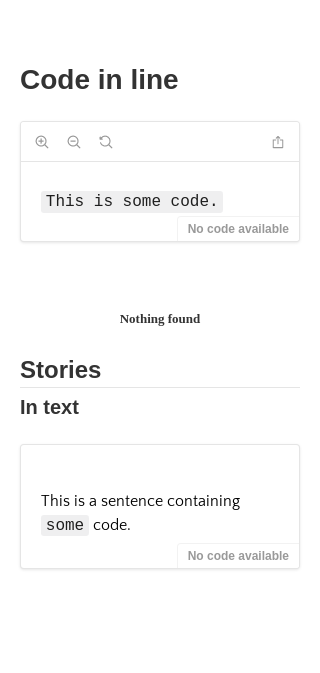 Code in line
This is some code.
No code available
Nothing found
Stories
In text
This is a sentence containing
some code.
No code available